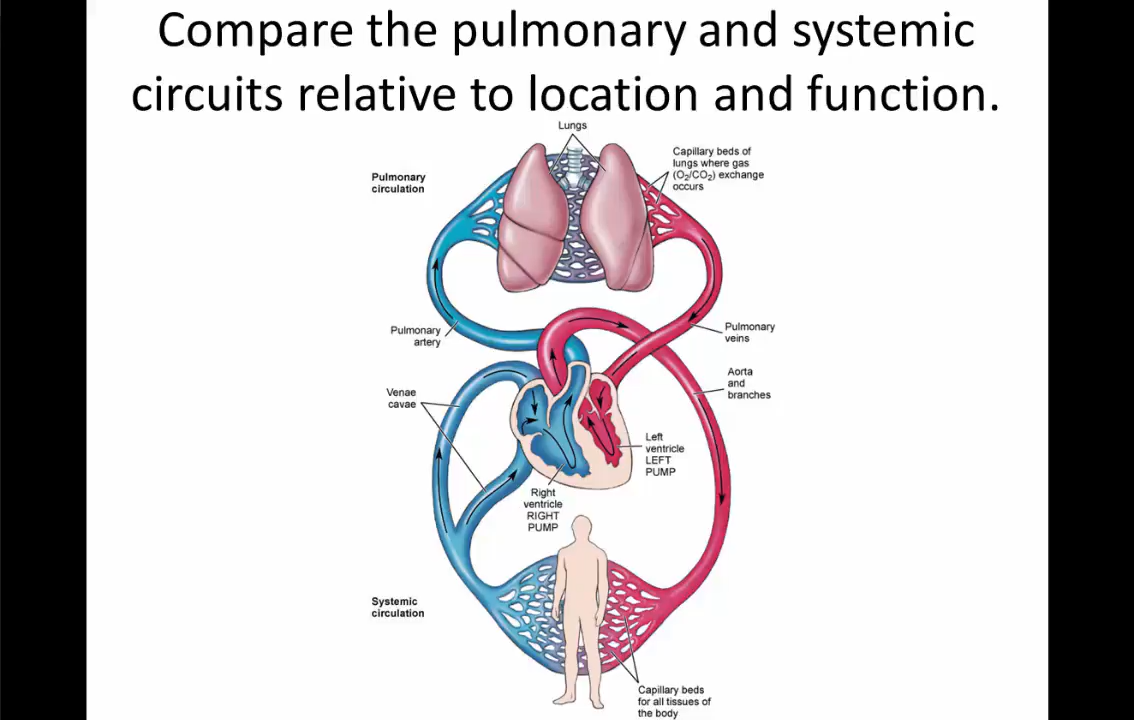 Compare the pulmonary and systemic
circuits relative to location and function.
Lungs
Capillary beds of
lungs where gas
(O₂/CO₂) exchange
occurs
Pulmonary
circulation
Pulmonary
artery
Pulmonary
veins
Venae
cavae
Aorta
and
branches
Left
ventricle
LEFT
PUMP
Right
ventricle
RIGHT
PUMP
Systemic
circulation
Capillary beds
for all tissues of
the body